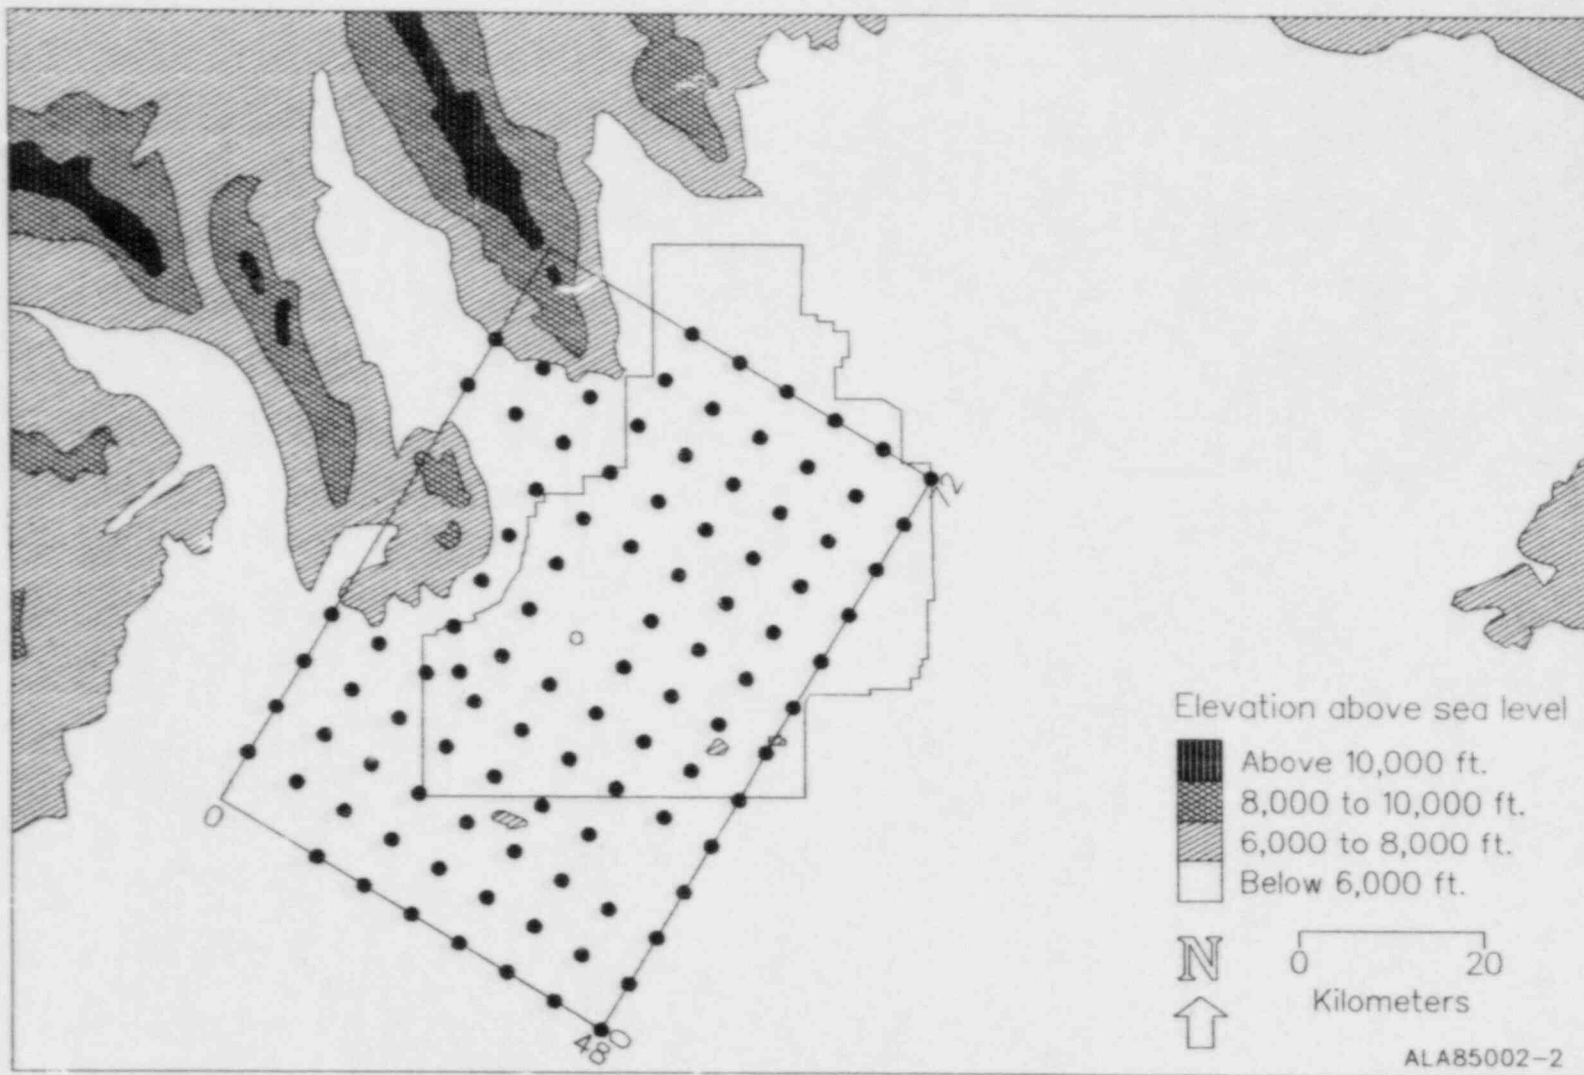 Elevation above sea level
Above 10,000 ft.
8,000 to 10,000 ft.
6,000 to 8,000 ft.
Below 6,000 ft.
N
0 20
Kilometers
0
48
0
ALA85002-2